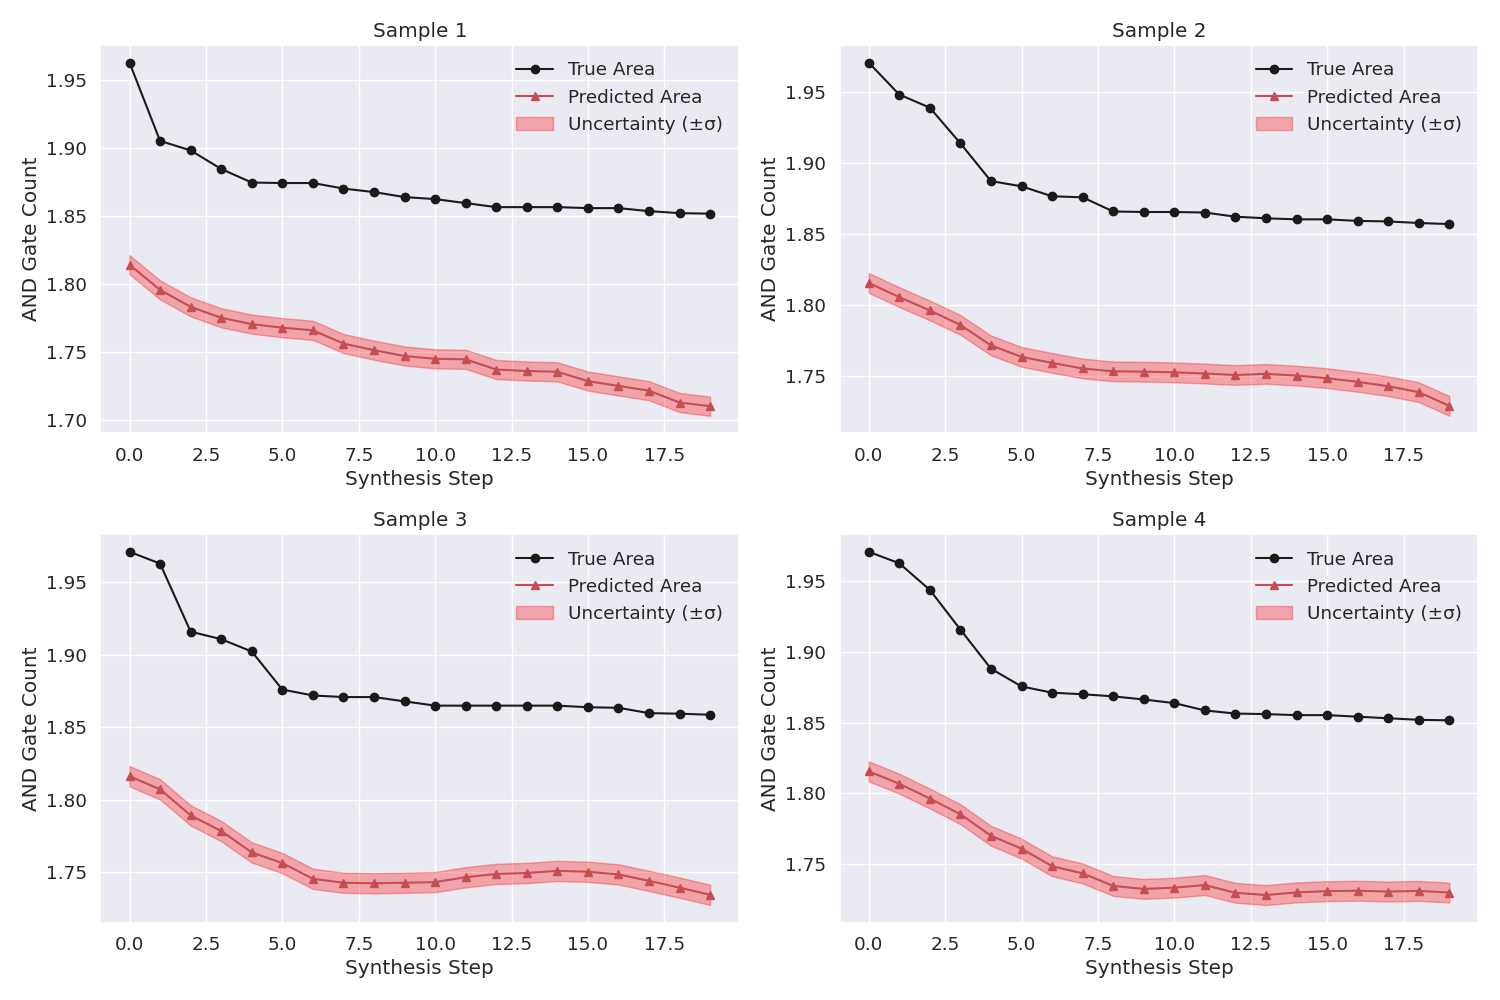 Sample 1
True Area
Predicted Area
Uncertainty (±σ)
AND Gate Count
1.95
1.90
1.85
1.80
1.75
1.70
0.0 2.5 5.0 7.5 10.0 12.5 15.0 17.5
Synthesis Step
Sample 2
True Area
Predicted Area
Uncertainty (±σ)
AND Gate Count
1.95
1.90
1.85
1.80
1.75
0.0 2.5 5.0 7.5 10.0 12.5 15.0 17.5
Synthesis Step
Sample 3
True Area
Predicted Area
Uncertainty (±σ)
AND Gate Count
1.95
1.90
1.85
1.80
1.75
0.0 2.5 5.0 7.5 10.0 12.5 15.0 17.5
Synthesis Step
Sample 4
True Area
Predicted Area
Uncertainty (±σ)
AND Gate Count
1.95
1.90
1.85
1.80
1.75
0.0 2.5 5.0 7.5 10.0 12.5 15.0 17.5
Synthesis Step